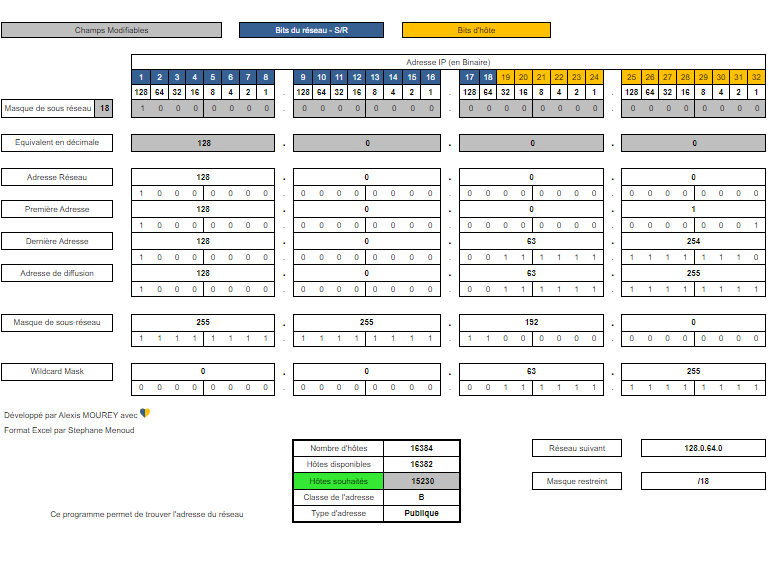 Champs Modifiables Bits du réseau - S/R Bits d'hôte
Adresse IP (en Binaire)
1 2 3 4 5 6 7 8 9 10 11 12 13 14 15 16 17 18 19 20 21 22 23 24 25 26 27 28 29 30 31 32
128 64 32 16 8 4 2 1 . 128 64 32 16 8 4 2 1 . 128 64 32 16 8 4 2 1 . 128 64 32 16 8 4 2 1
Masque de sous réseau 18 1 0 0 0 0 0 0 0 . 0 0 0 0 0 0 0 0 . 0 0 0 0 0 0 0 0 . 0 0 0 0 0 0 0 0
Equivalent en décimale 128 . 0 . 0 . 0
Adresse Réseau 128 . 0 . 0 . 0
1 0 0 0 0 0 0 0 . 0 0 0 0 0 0 0 0 . 0 0 0 0 0 0 0 0 . 0 0 0 0 0 0 0 0
Première Adresse 128 . 0 . 0 . 1
1 0 0 0 0 0 0 0 . 0 0 0 0 0 0 0 0 . 0 0 0 0 0 0 0 0 . 0 0 0 0 0 0 0 1
Dernière Adresse 128 . 0 . 63 . 254
1 0 0 0 0 0 0 0 . 0 0 0 0 0 0 0 0 . 0 0 1 1 1 1 1 1 . 1 1 1 1 1 1 1 0
Adresse de diffusion 128 . 0 . 63 . 255
1 0 0 0 0 0 0 0 . 0 0 0 0 0 0 0 0 . 0 0 1 1 1 1 1 1 . 1 1 1 1 1 1 1 1
Masque de sous-réseau 255 . 255 . 192 . 0
1 1 1 1 1 1 1 1 . 1 1 1 1 1 1 1 1 . 1 1 0 0 0 0 0 0 . 0 0 0 0 0 0 0 0
Wildcard Mask 0 . 0 . 63 . 255
0 0 0 0 0 0 0 0 . 0 0 0 0 0 0 0 0 . 0 0 1 1 1 1 1 1 . 1 1 1 1 1 1 1 1
Développé par Alexis MOUREY avec
Format Excel par Stephane Menoud
Nombre d'hôtes 16384 Réseau suivant 128.0.64.0
Hôtes disponibles 16382
Hôtes souhaités 15230 Masque restreint /18
Classe de l'adresse B
Type d'adresse Publique
Ce programme permet de trouver l'adresse du réseau